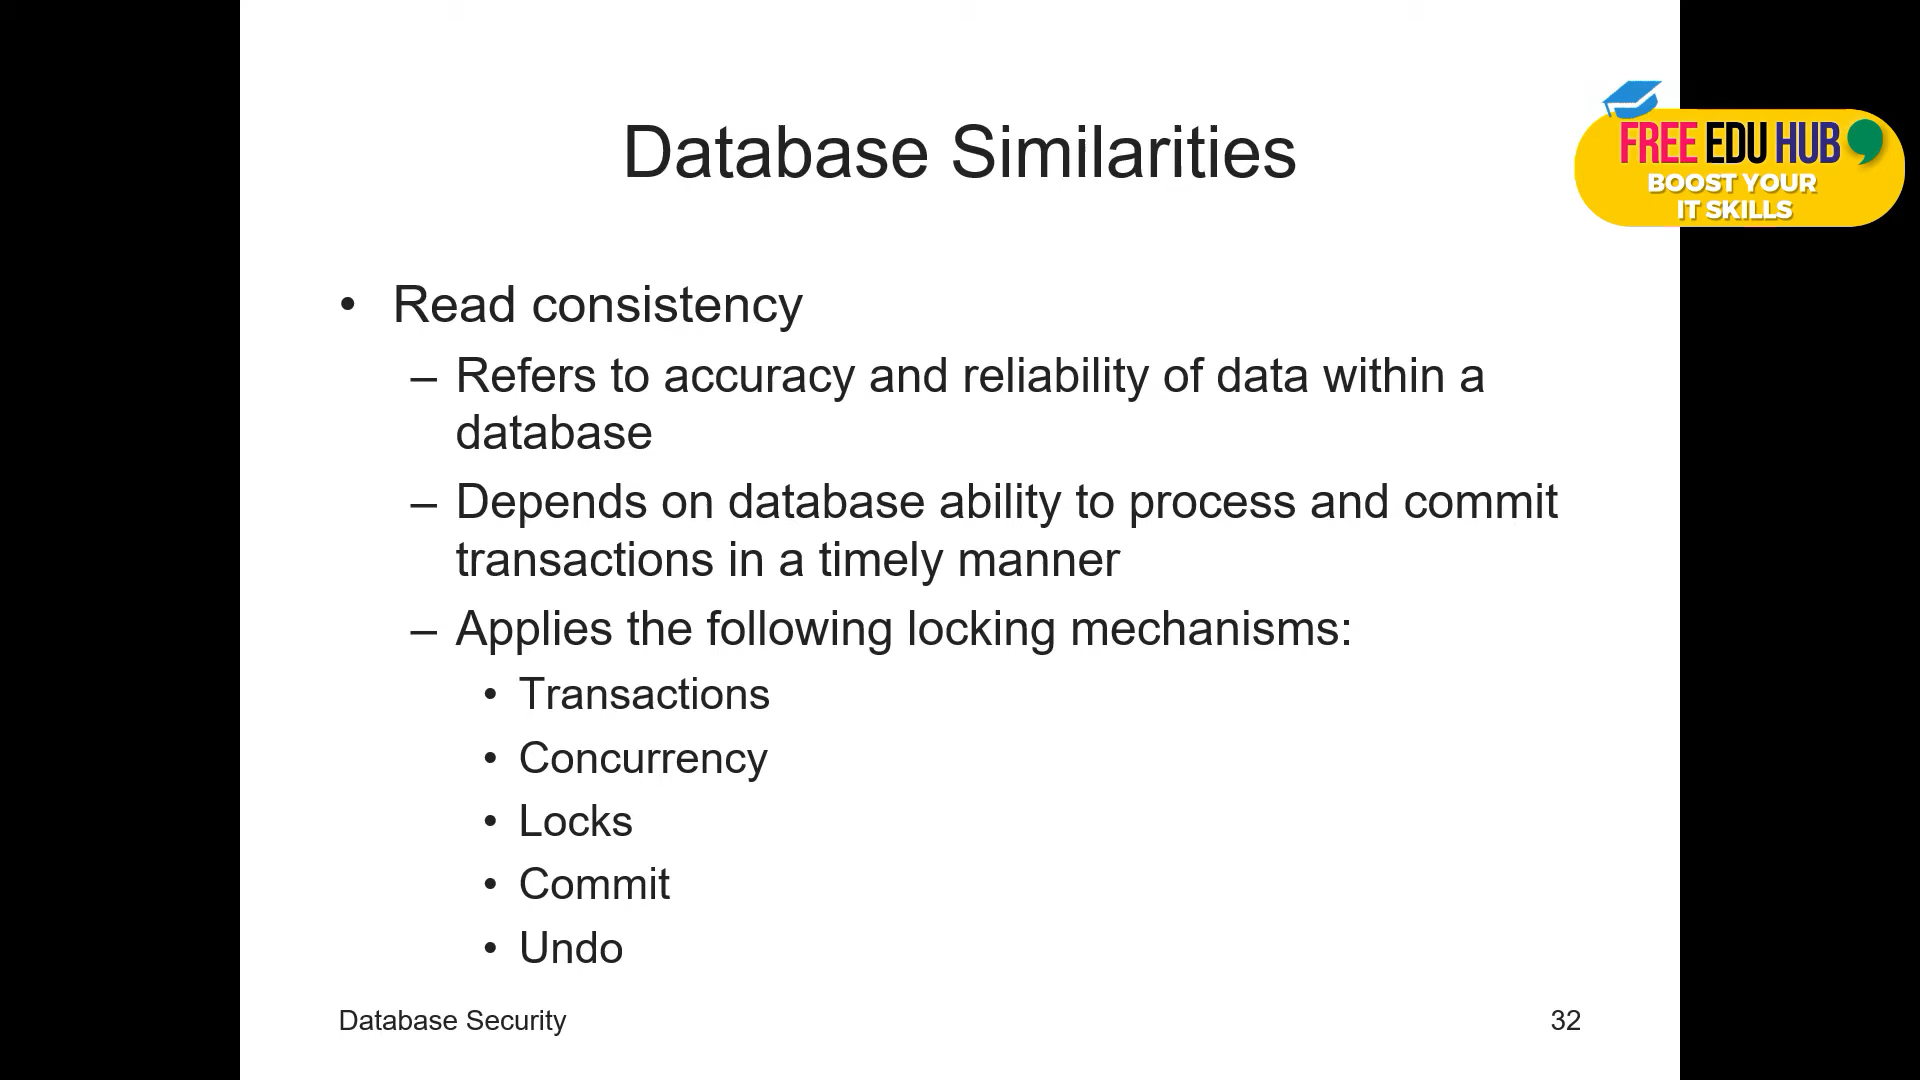 Database Similarities
FREE EDU HUB
BOOST YOUR
IT SKILLS
• Read consistency
– Refers to accuracy and reliability of data within a
database
– Depends on database ability to process and commit
transactions in a timely manner
– Applies the following locking mechanisms:
• Transactions
• Concurrency
• Locks
• Commit
• Undo
Database Security
32